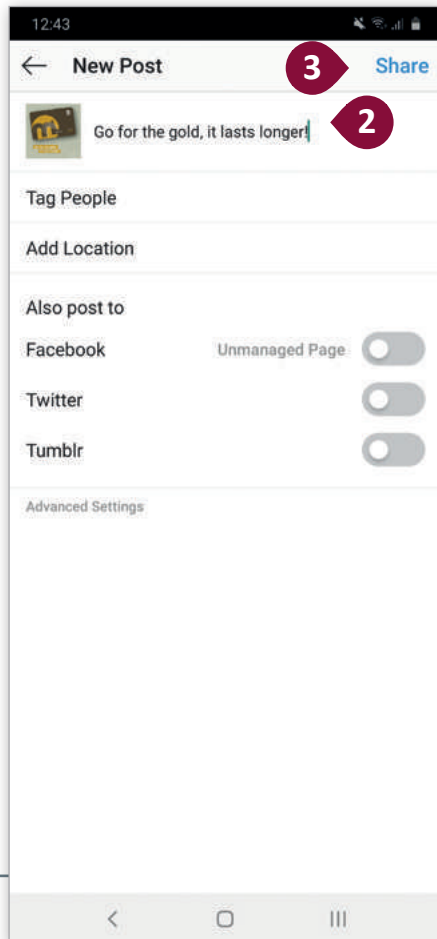 12:43
New Post
3
Share
Go for the gold, it lasts longer!
2
Tag People
Add Location
Also post to
Facebook Unmanaged Page
Twitter
Tumblr
Advanced Settings